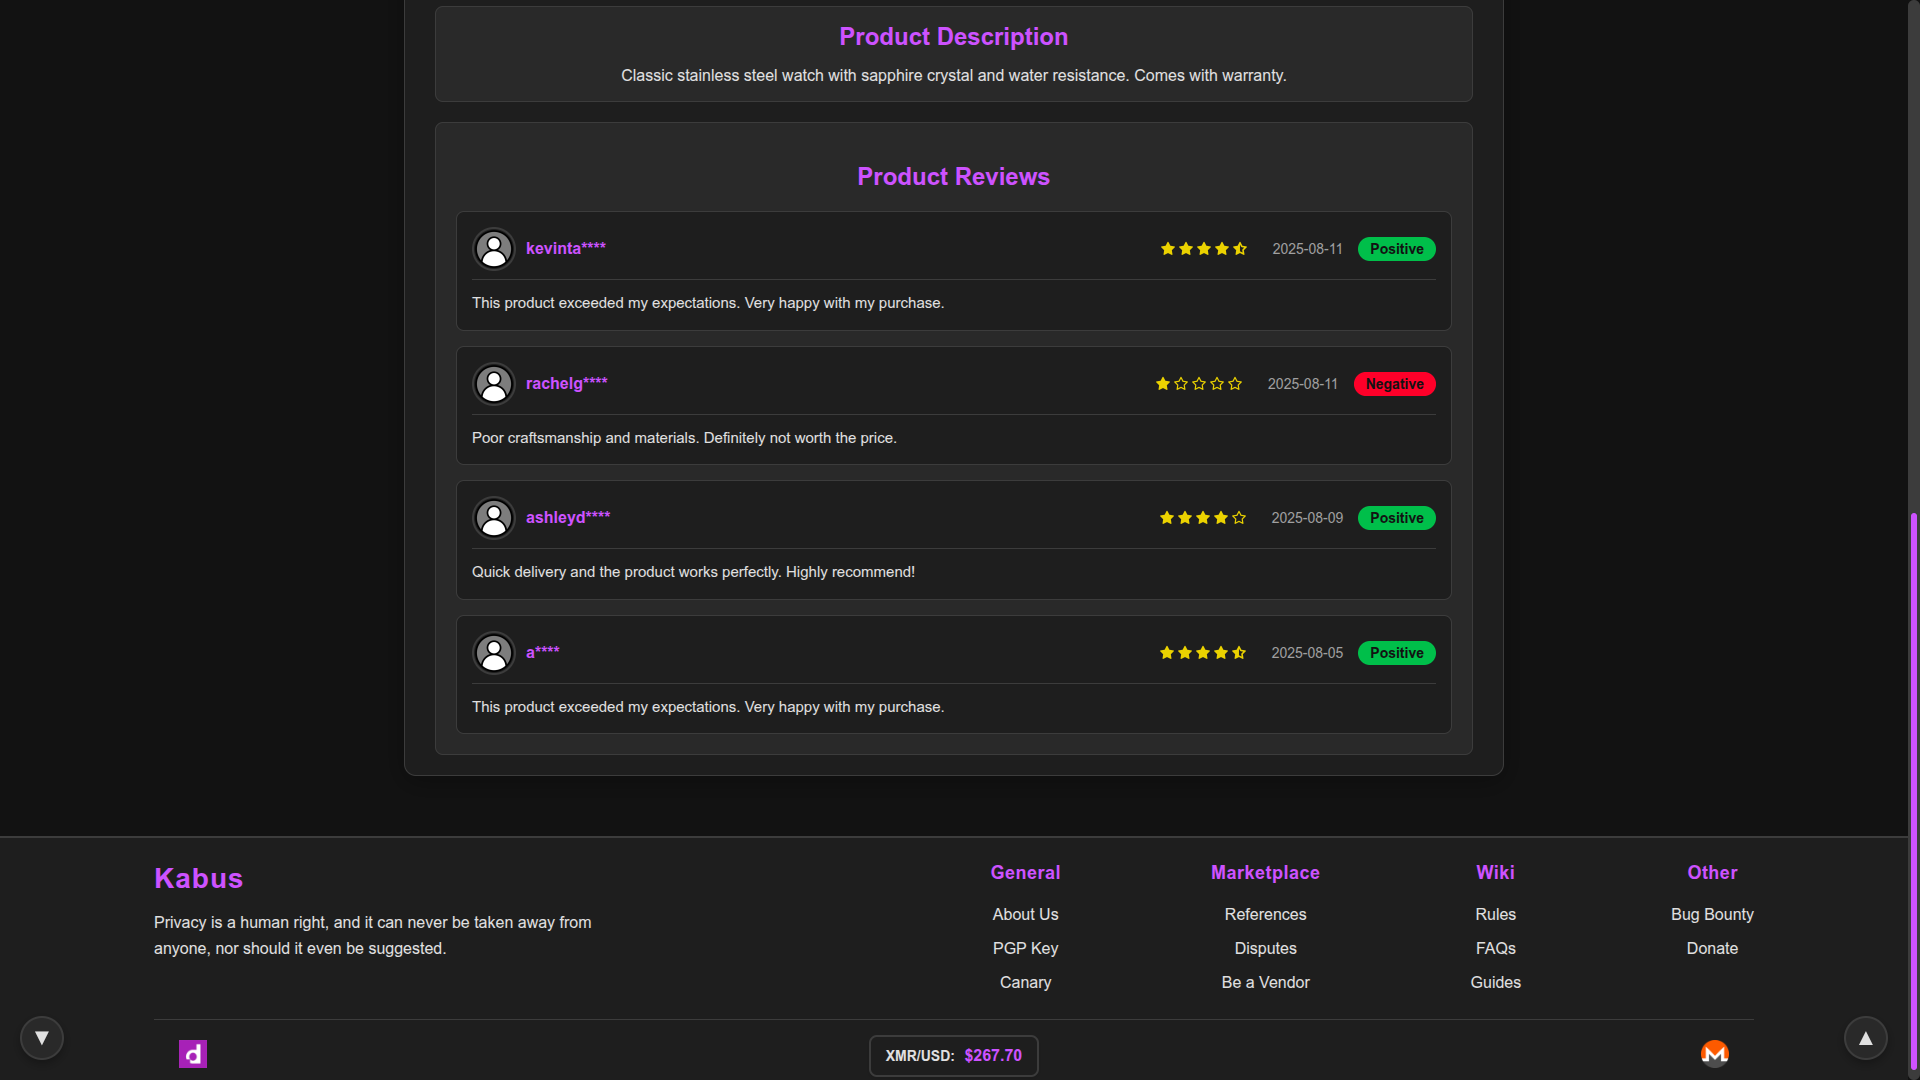 Product Description
Classic stainless steel watch with sapphire crystal and water resistance. Comes with warranty.
Product Reviews
kevinta**** 2025-08-11 Positive
This product exceeded my expectations. Very happy with my purchase.
rachelg**** 2025-08-11 Negative
Poor craftsmanship and materials. Definitely not worth the price.
ashleyd**** 2025-08-09 Positive
Quick delivery and the product works perfectly. Highly recommend!
a**** 2025-08-05 Positive
This product exceeded my expectations. Very happy with my purchase.
Kabus
Privacy is a human right, and it can never be taken away from
anyone, nor should it even be suggested.
General
About Us
PGP Key
Canary
Marketplace
References
Disputes
Be a Vendor
Wiki
Rules
FAQs
Guides
Other
Bug Bounty
Donate
d
XMR/USD: $267.70